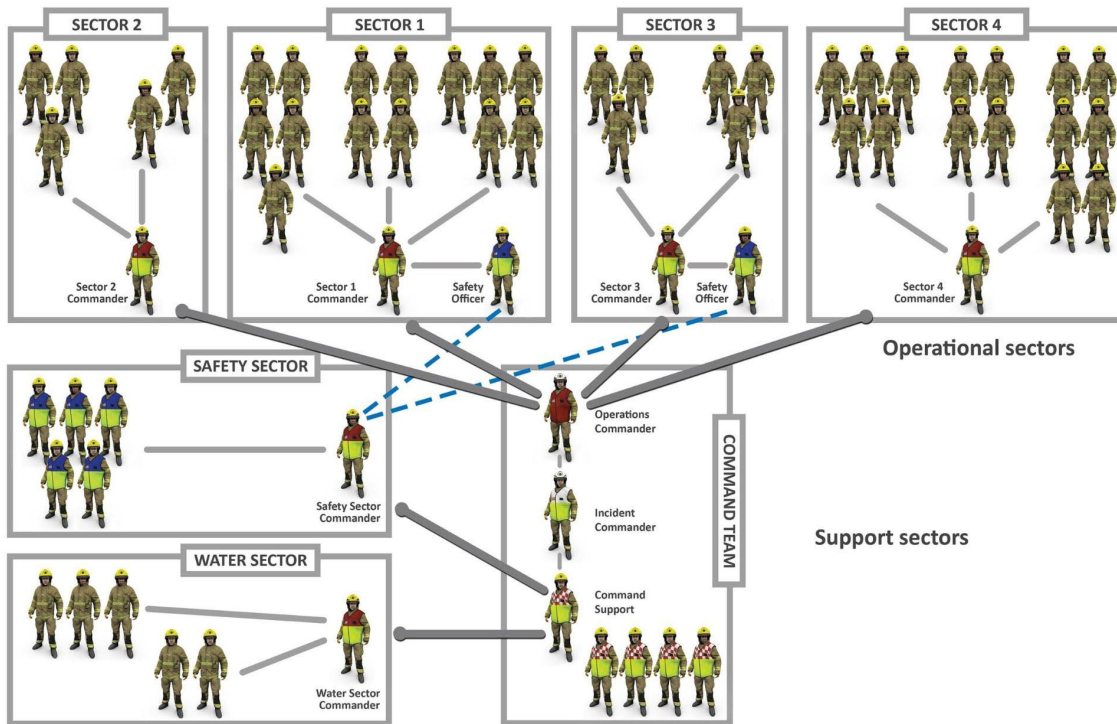 SECTOR 2
SECTOR 1
SECTOR 3
SECTOR 4
Sector 2
Commander
Sector 1
Commander
Safety
Officer
Sector 3
Commander
Safety
Officer
Sector 4
Commander
Operational sectors
SAFETY SECTOR
Safety Sector
Commander
Operations
Commander
Incident
Commander
COMMAND TEAM
Support sectors
WATER SECTOR
Water Sector
Commander
Command
Support